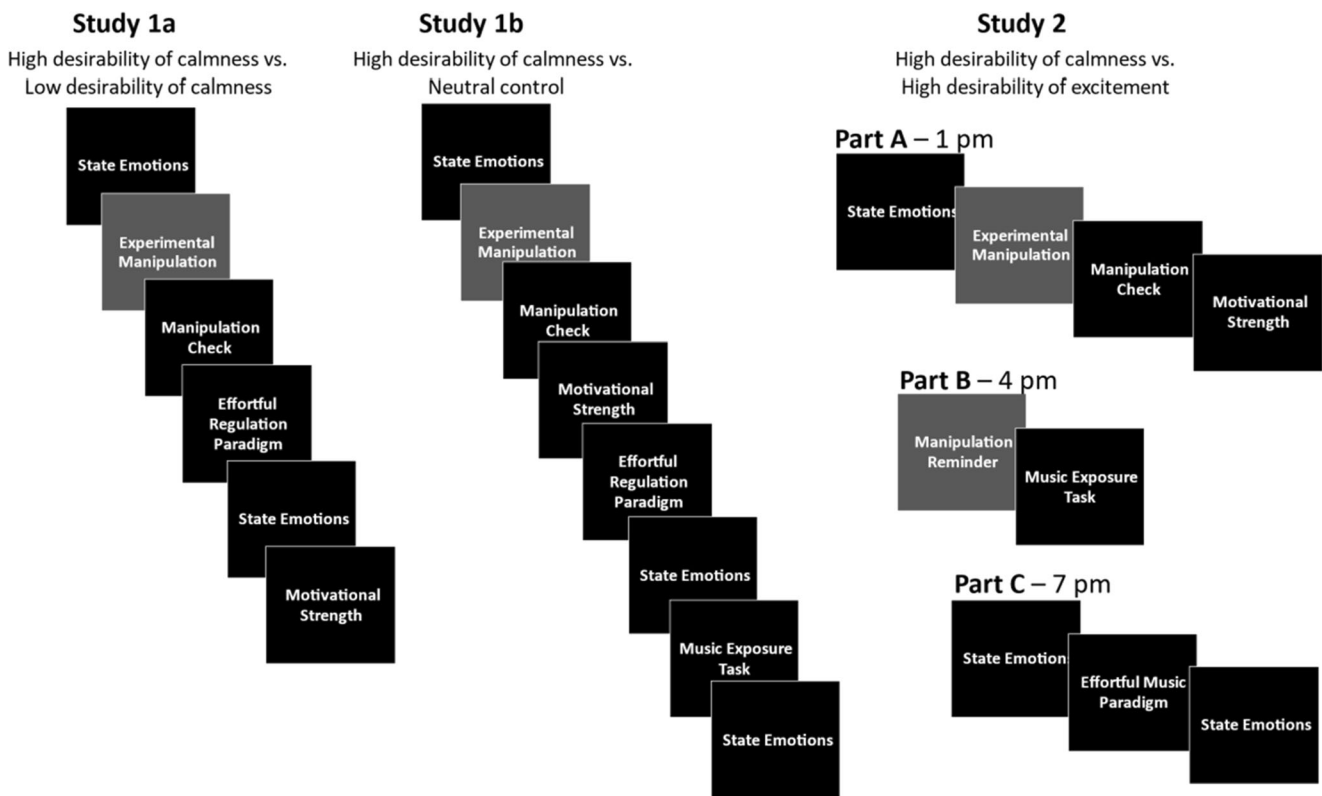 Study 1a
High desirability of calmness vs.
Low desirability of calmness
State Emotions
Experimental
Manipulation
Manipulation
Check
Effortful
Regulation
Paradigm
State Emotions
Motivational
Strength
Study 1b
High desirability of calmness vs.
Neutral control
State Emotions
Experimental
Manipulation
Manipulation
Check
Motivational
Strength
Effortful
Regulation
Paradigm
State Emotions
Music Exposure
Task
State Emotions
Study 2
High desirability of calmness vs.
High desirability of excitement
Part A – 1 pm
State Emotions
Experimental
Manipulation
Manipulation
Check
Motivational
Strength
Part B – 4 pm
Manipulation
Reminder
Music Exposure
Task
Part C – 7 pm
State Emotions
Effortful Music
Paradigm
State Emotions